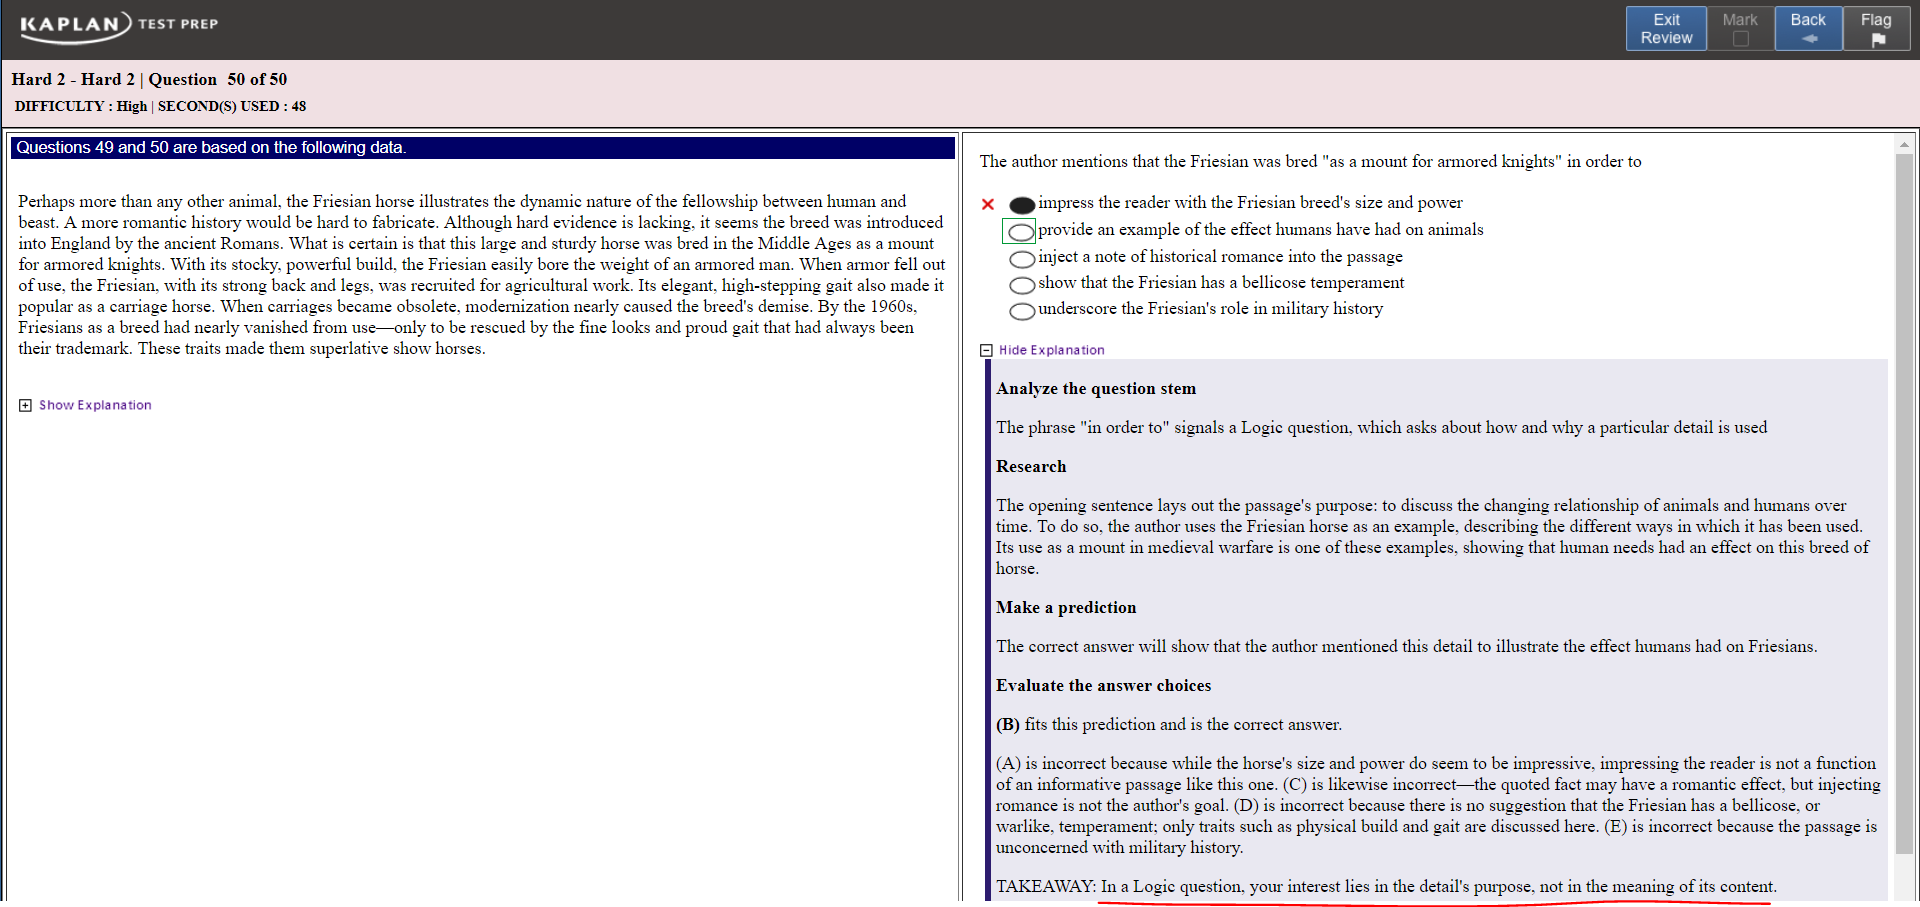 KAPLAN TEST PREP
Exit Review
Mark
Back
Flag
Hard 2 - Hard 2 | Question 50 of 50
DIFFICULTY : High | SECOND(S) USED : 48
Questions 49 and 50 are based on the following data.
Perhaps more than any other animal, the Friesian horse illustrates the dynamic nature of the fellowship between human and
beast. A more romantic history would be hard to fabricate. Although hard evidence is lacking, it seems the breed was introduced
into England by the ancient Romans. What is certain is that this large and sturdy horse was bred in the Middle Ages as a mount
for armored knights. With its stocky, powerful build, the Friesian easily bore the weight of an armored man. When armor fell out
of use, the Friesian, with its strong back and legs, was recruited for agricultural work. Its elegant, high-stepping gait also made it
popular as a carriage horse. When carriages became obsolete, modernization nearly caused the breed's demise. By the 1960s,
Friesians as a breed had nearly vanished from use—only to be rescued by the fine looks and proud gait that had always been
their trademark. These traits made them superlative show horses.
Show Explanation
The author mentions that the Friesian was bred "as a mount for armored knights" in order to
impress the reader with the Friesian breed's size and power
provide an example of the effect humans have had on animals
inject a note of historical romance into the passage
show that the Friesian has a bellicose temperament
underscore the Friesian's role in military history
Hide Explanation
Analyze the question stem
The phrase "in order to" signals a Logic question, which asks about how and why a particular detail is used
Research
The opening sentence lays out the passage's purpose: to discuss the changing relationship of animals and humans over
time. To do so, the author uses the Friesian horse as an example, describing the different ways in which it has been used.
Its use as a mount in medieval warfare is one of these examples, showing that human needs had an effect on this breed of
horse.
Make a prediction
The correct answer will show that the author mentioned this detail to illustrate the effect humans had on Friesians.
Evaluate the answer choices
(B) fits this prediction and is the correct answer.
(A) is incorrect because while the horse's size and power do seem to be impressive, impressing the reader is not a function
of an informative passage like this one. (C) is likewise incorrect—the quoted fact may have a romantic effect, but injecting
romance is not the author's goal. (D) is incorrect because there is no suggestion that the Friesian has a bellicose, or
warlike, temperament; only traits such as physical build and gait are discussed here. (E) is incorrect because the passage is
unconcerned with military history.
TAKEAWAY: In a Logic question, your interest lies in the detail's purpose, not in the meaning of its content.